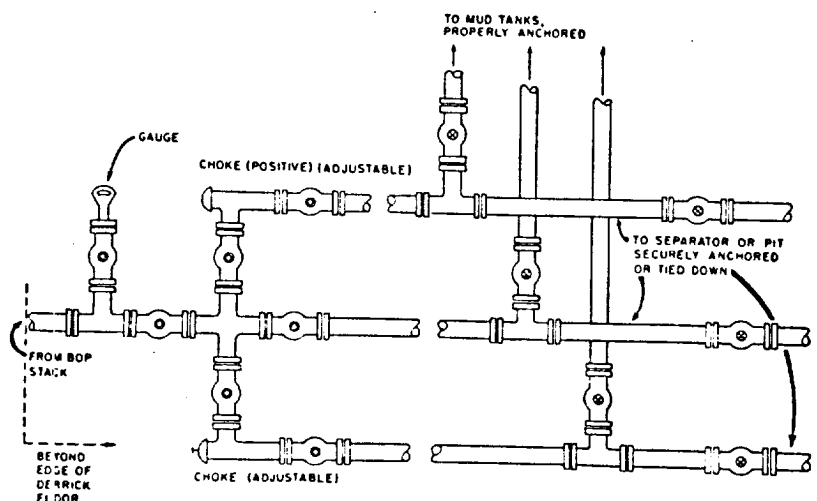 TO MUD TANKS,
PROPERLY ANCHORED
GAUGE
CHOKE (POSITIVE) (ADJUSTABLE)
TO SEPARATOR OR PIT
SECURELY ANCHORED
OR TIED DOWN
FROM BOP
STACK
BEYOND
EDGE OF
DERRICK
FLOOR
CHOKE (ADJUSTABLE)